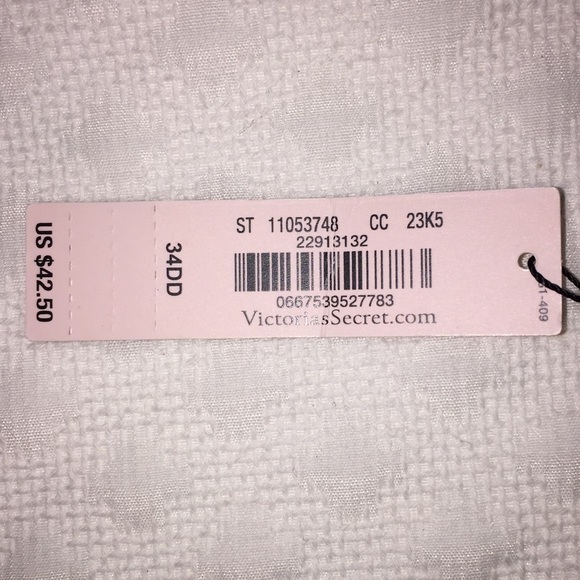 US $42.50
34DD
ST 11053748 CC 23K5
22913132
0667539527783
VictoriasSecret.com